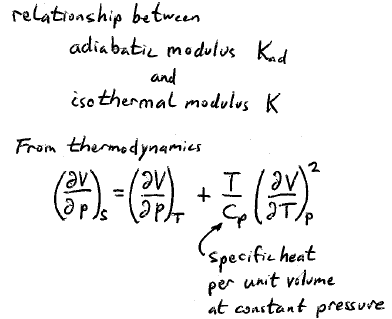 relationship between
adiabatic modulus K_ad
and
isothermal modulus K
From thermodynamics
(∂V/∂p)_S = (∂V/∂p)_T + T/C_p (∂V/∂T)_p^2
specific heat
per unit volume
at constant pressure